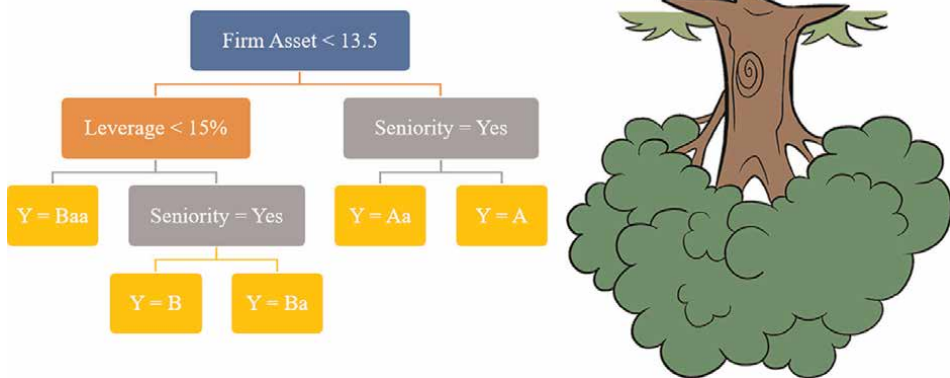 Firm Asset < 13.5
Leverage < 15%
Seniority = Yes
Y = Baa
Seniority = Yes
Y = Aa
Y = A
Y = B
Y = Ba